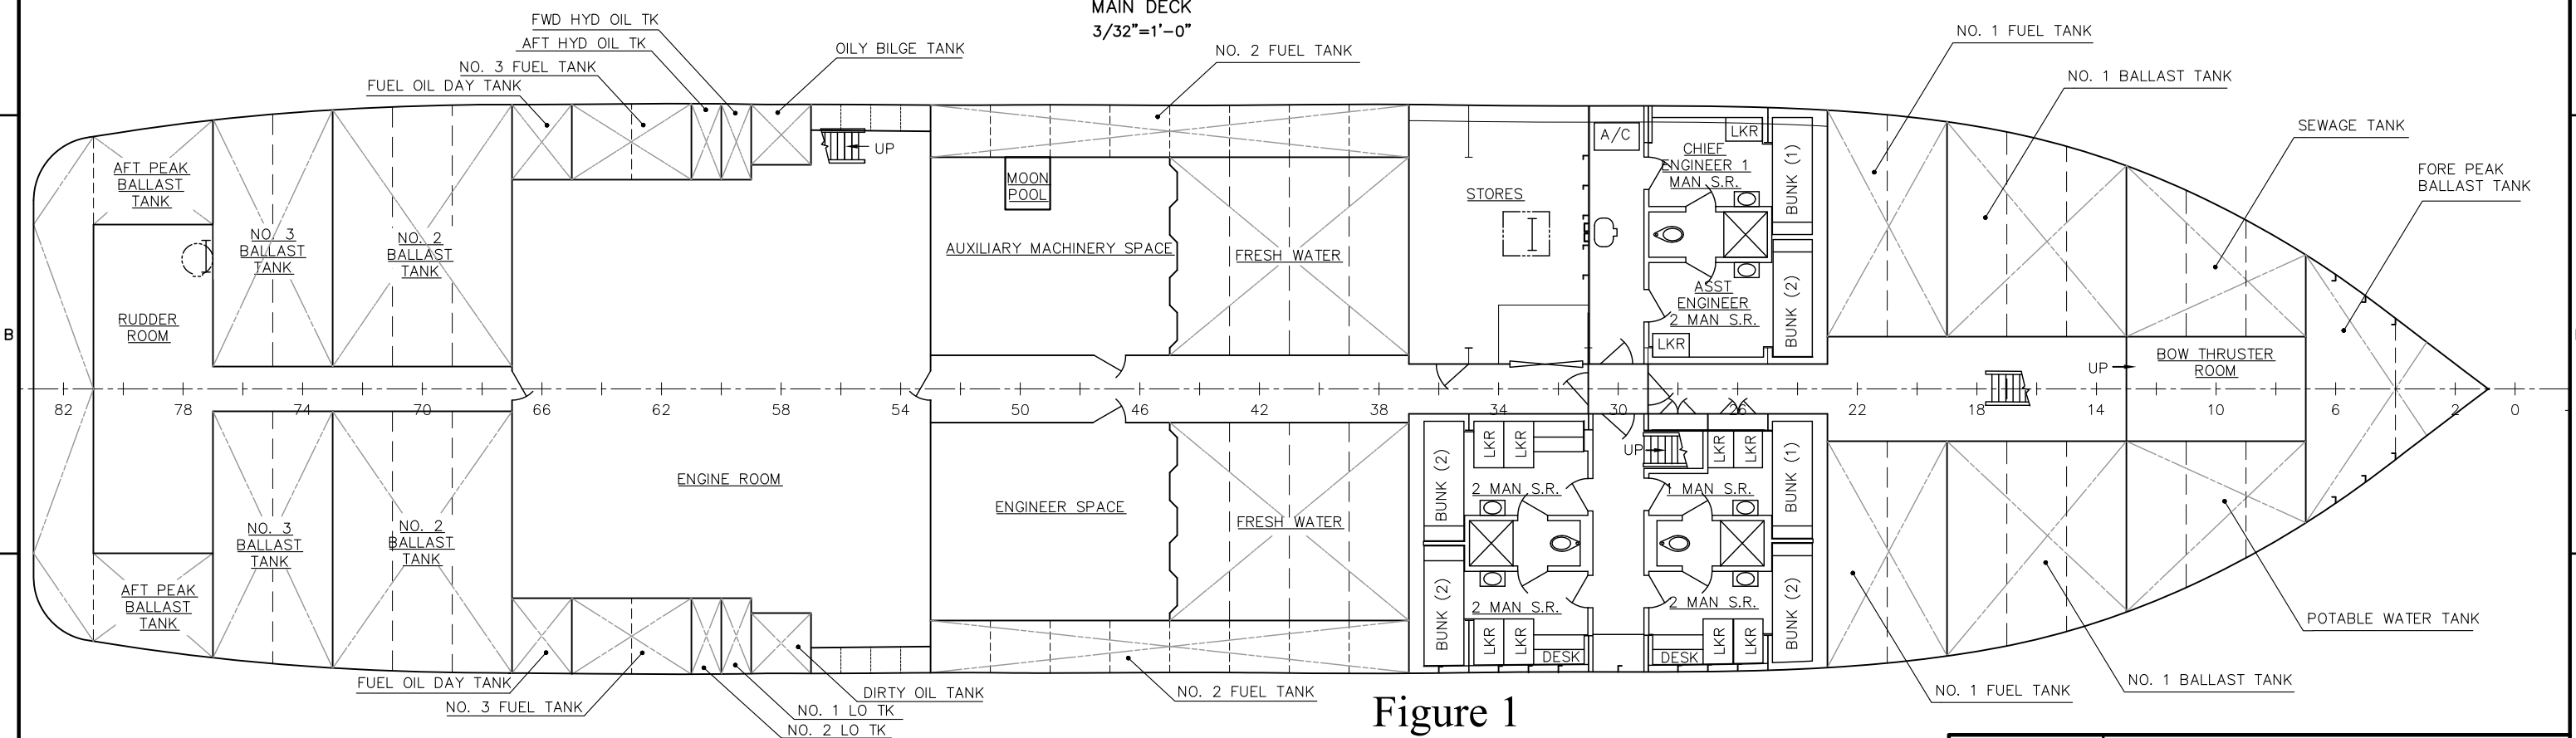 MAIN DECK
3/32"=1'-0"
FWD HYD OIL TK
AFT HYD OIL TK
NO. 3 FUEL TANK
FUEL OIL DAY TANK
OILY BILGE TANK
NO. 2 FUEL TANK
NO. 1 FUEL TANK
NO. 1 BALLAST TANK
SEWAGE TANK
FORE PEAK
BALLAST TANK
AFT PEAK
BALLAST
TANK
RUDDER
ROOM
NO. 3
BALLAST
TANK
NO. 2
BALLAST
TANK
UP
MOON
POOL
AUXILIARY MACHINERY SPACE
FRESH WATER
STORES
A/C
LKR
CHIEF
ENGINEER 1
MAN S.R.
BUNK (1)
ASST
ENGINEER
2 MAN S.R.
BUNK (2)
LKR
UP
BOW THRUSTER
ROOM
B
82
78
74
70
66
62
58
54
50
46
42
38
34
30
26
22
18
14
10
6
2
0
AFT PEAK
BALLAST
TANK
NO. 3
BALLAST
TANK
NO. 2
BALLAST
TANK
ENGINE ROOM
ENGINEER SPACE
FRESH WATER
BUNK (2)
LKR
LKR
2 MAN S.R.
UP
LKR
LKR
1 MAN S.R.
BUNK (1)
BUNK (2)
2 MAN S.R.
LKR
LKR
DESK
2 MAN S.R.
DESK
LKR
LKR
BUNK (2)
FUEL OIL DAY TANK
NO. 3 FUEL TANK
DIRTY OIL TANK
NO. 1 LO TK
NO. 2 LO TK
NO. 2 FUEL TANK
NO. 1 FUEL TANK
NO. 1 BALLAST TANK
POTABLE WATER TANK
Figure 1